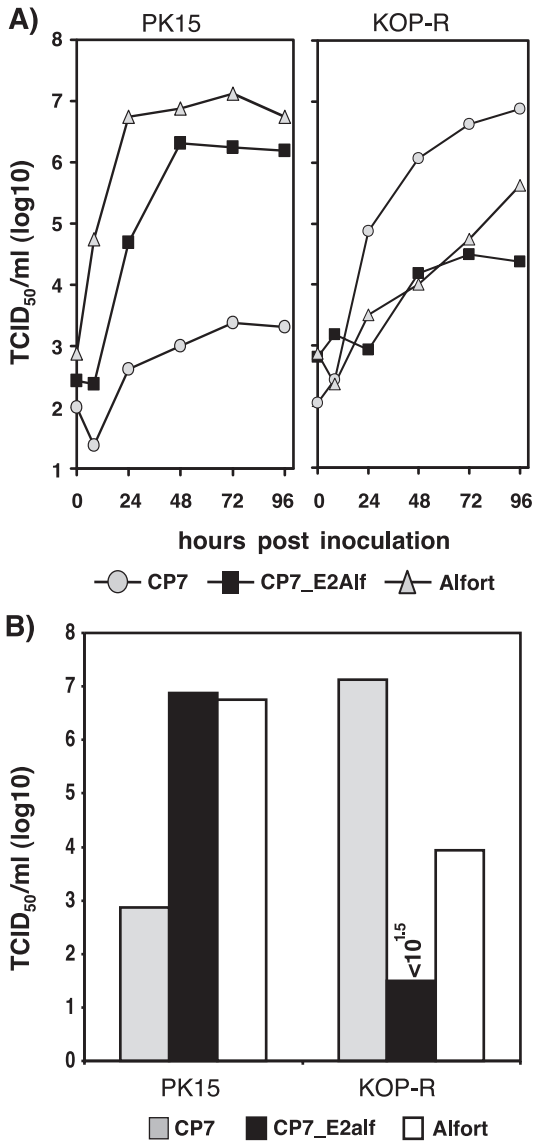 A)
PK15 KOP-R
TCID50/ml (log10)
8
7
6
5
4
3
2
1
0 24 48 72 96 0 24 48 72 96
hours post inoculation
CP7 CP7_E2Alf Alfort
B)
TCID50/ml (log10)
8
7
6
5
4
3
2
1
0
<10^1.5
PK15 KOP-R
CP7 CP7_E2alf Alfort